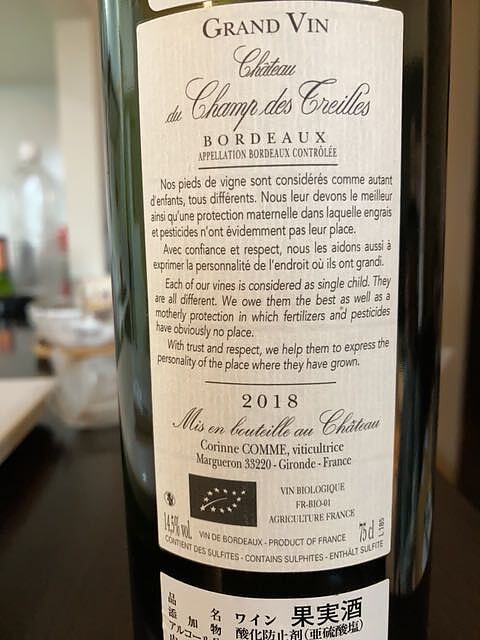 GRAND VIN
Château
du Champ des Treilles
BORDEAUX
APPELLATION BORDEAUX CONTRÔLÉE
Nos pieds de vigne sont considérés comme autant
d'enfants, tous différents. Nous leur devons le meilleur
ainsi qu'une protection maternelle dans laquelle engrais
et pesticides n'ont évidemment pas leur place.
Avec confiance et respect, nous les aidons aussi à
exprimer la personnalité de l'endroit où ils ont grandi.
Each of our vines is considered as single child. They
are all different. We owe them the best as well as a
motherly protection in which fertilizers and pesticides
have obviously no place.
With trust and respect, we help them to express the
personality of the place where they have grown.
2018
Mis en bouteille au Château
Corinne COMME, viticultrice
Margueron 33220 - Gironde - France
VIN BIOLOGIQUE
FR-BIO-01
AGRICULTURE FRANCE
14,5% vol.
VIN DE BORDEAUX - PRODUCT OF FRANCE
75 cl
L 185
CONTIENT DES SULFITES - CONTAINS SULPHITES - ENTHÄLT SULFITE
品 名 ワイン 果実酒
添加物 酸化防止剤(亜硫酸塩)